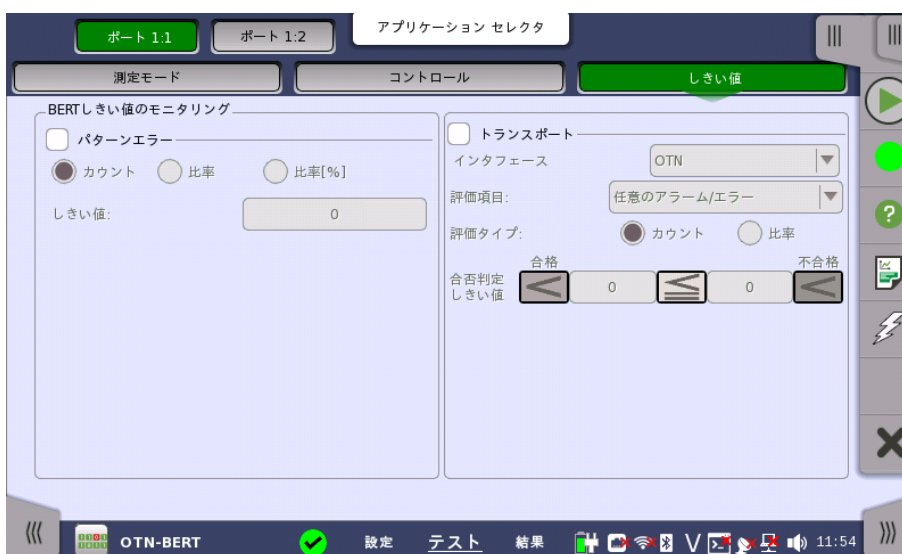 アプリケーション セレクタ
ポート 1:1
ポート 1:2
測定モード
コントロール
しきい値
BERTしきい値のモニタリング
パターンエラー
カウント
比率
比率[%]
しきい値:
0
トランスポート
インタフェース
OTN
評価項目:
任意のアラーム/エラー
評価タイプ:
カウント
比率
合格
不合格
合否判定
しきい値
0
0
OTN-BERT
設定
テスト
結果
11:54